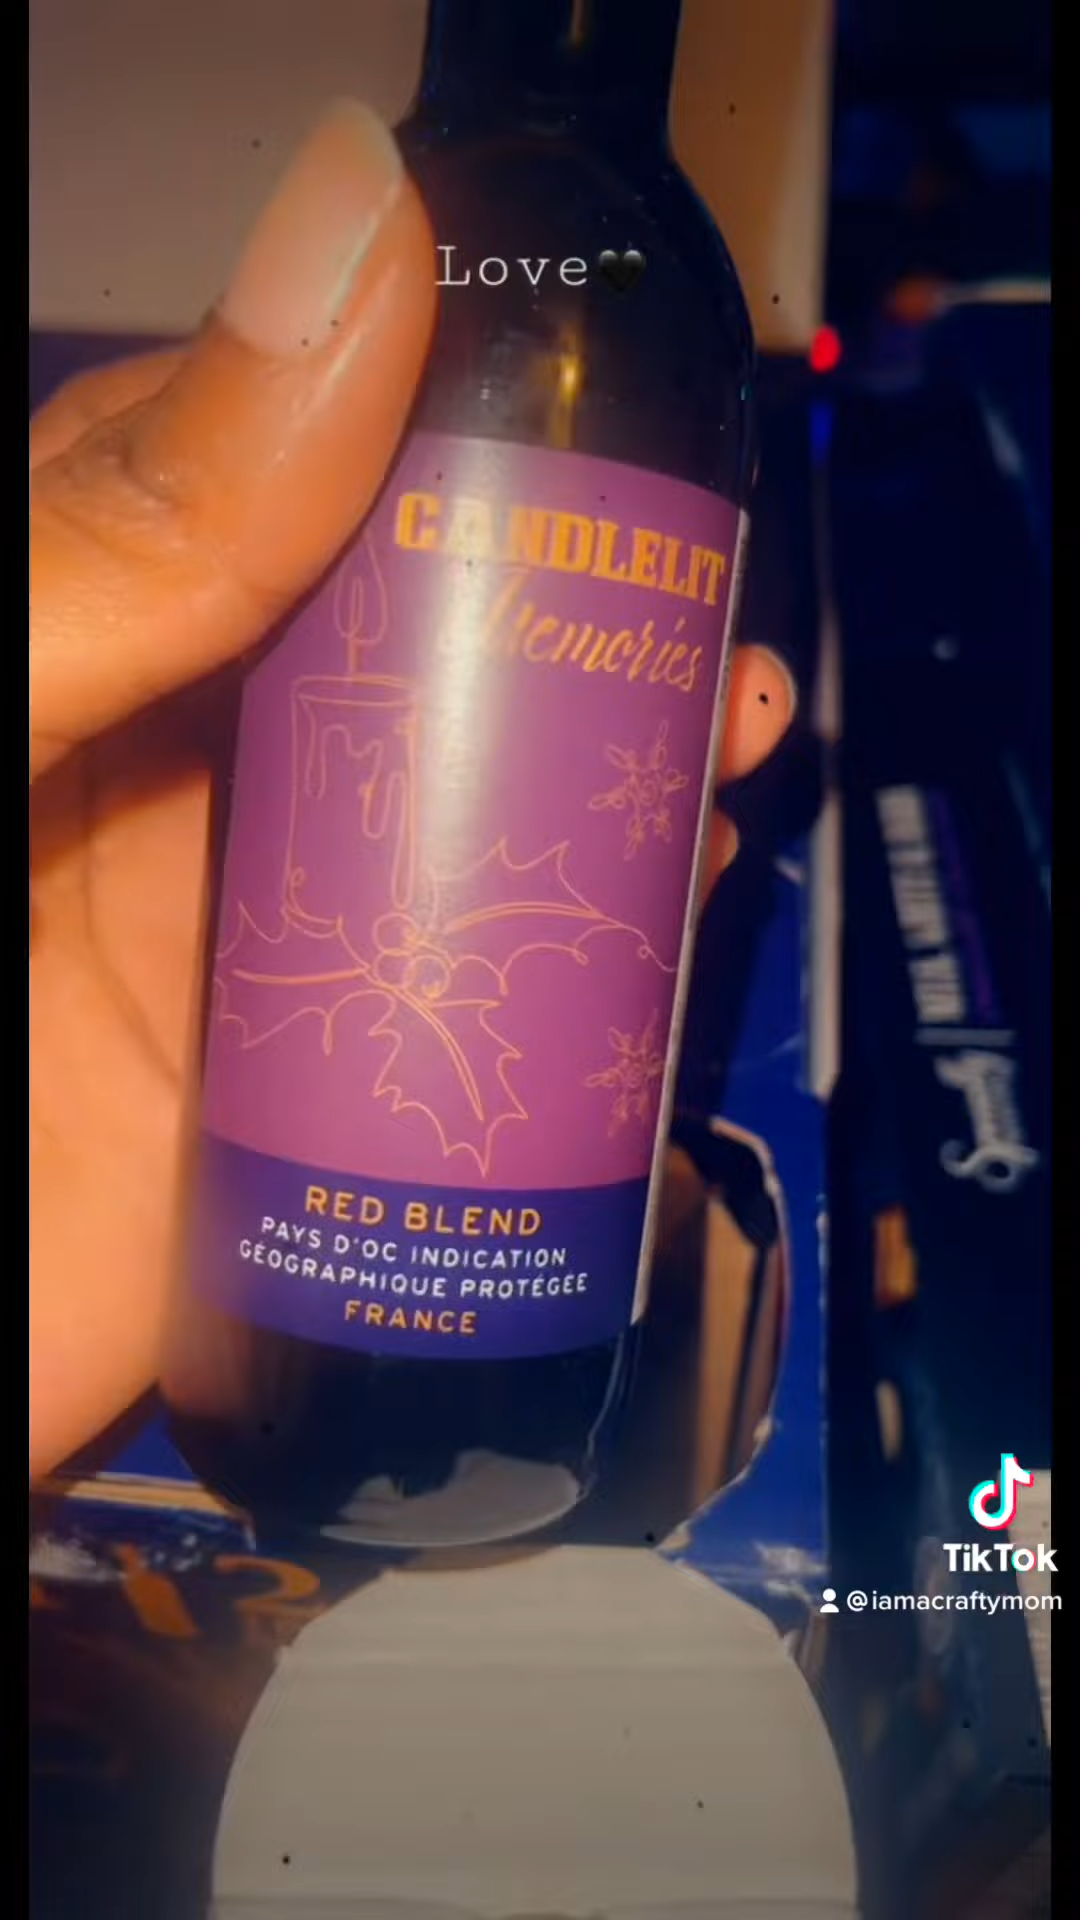 Love🖤
CANDLELIT
Memories
RED BLEND
PAYS D'OC INDICATION
GÉOGRAPHIQUE PROTÉGÉE
FRANCE
TikTok
@iamacraftymom